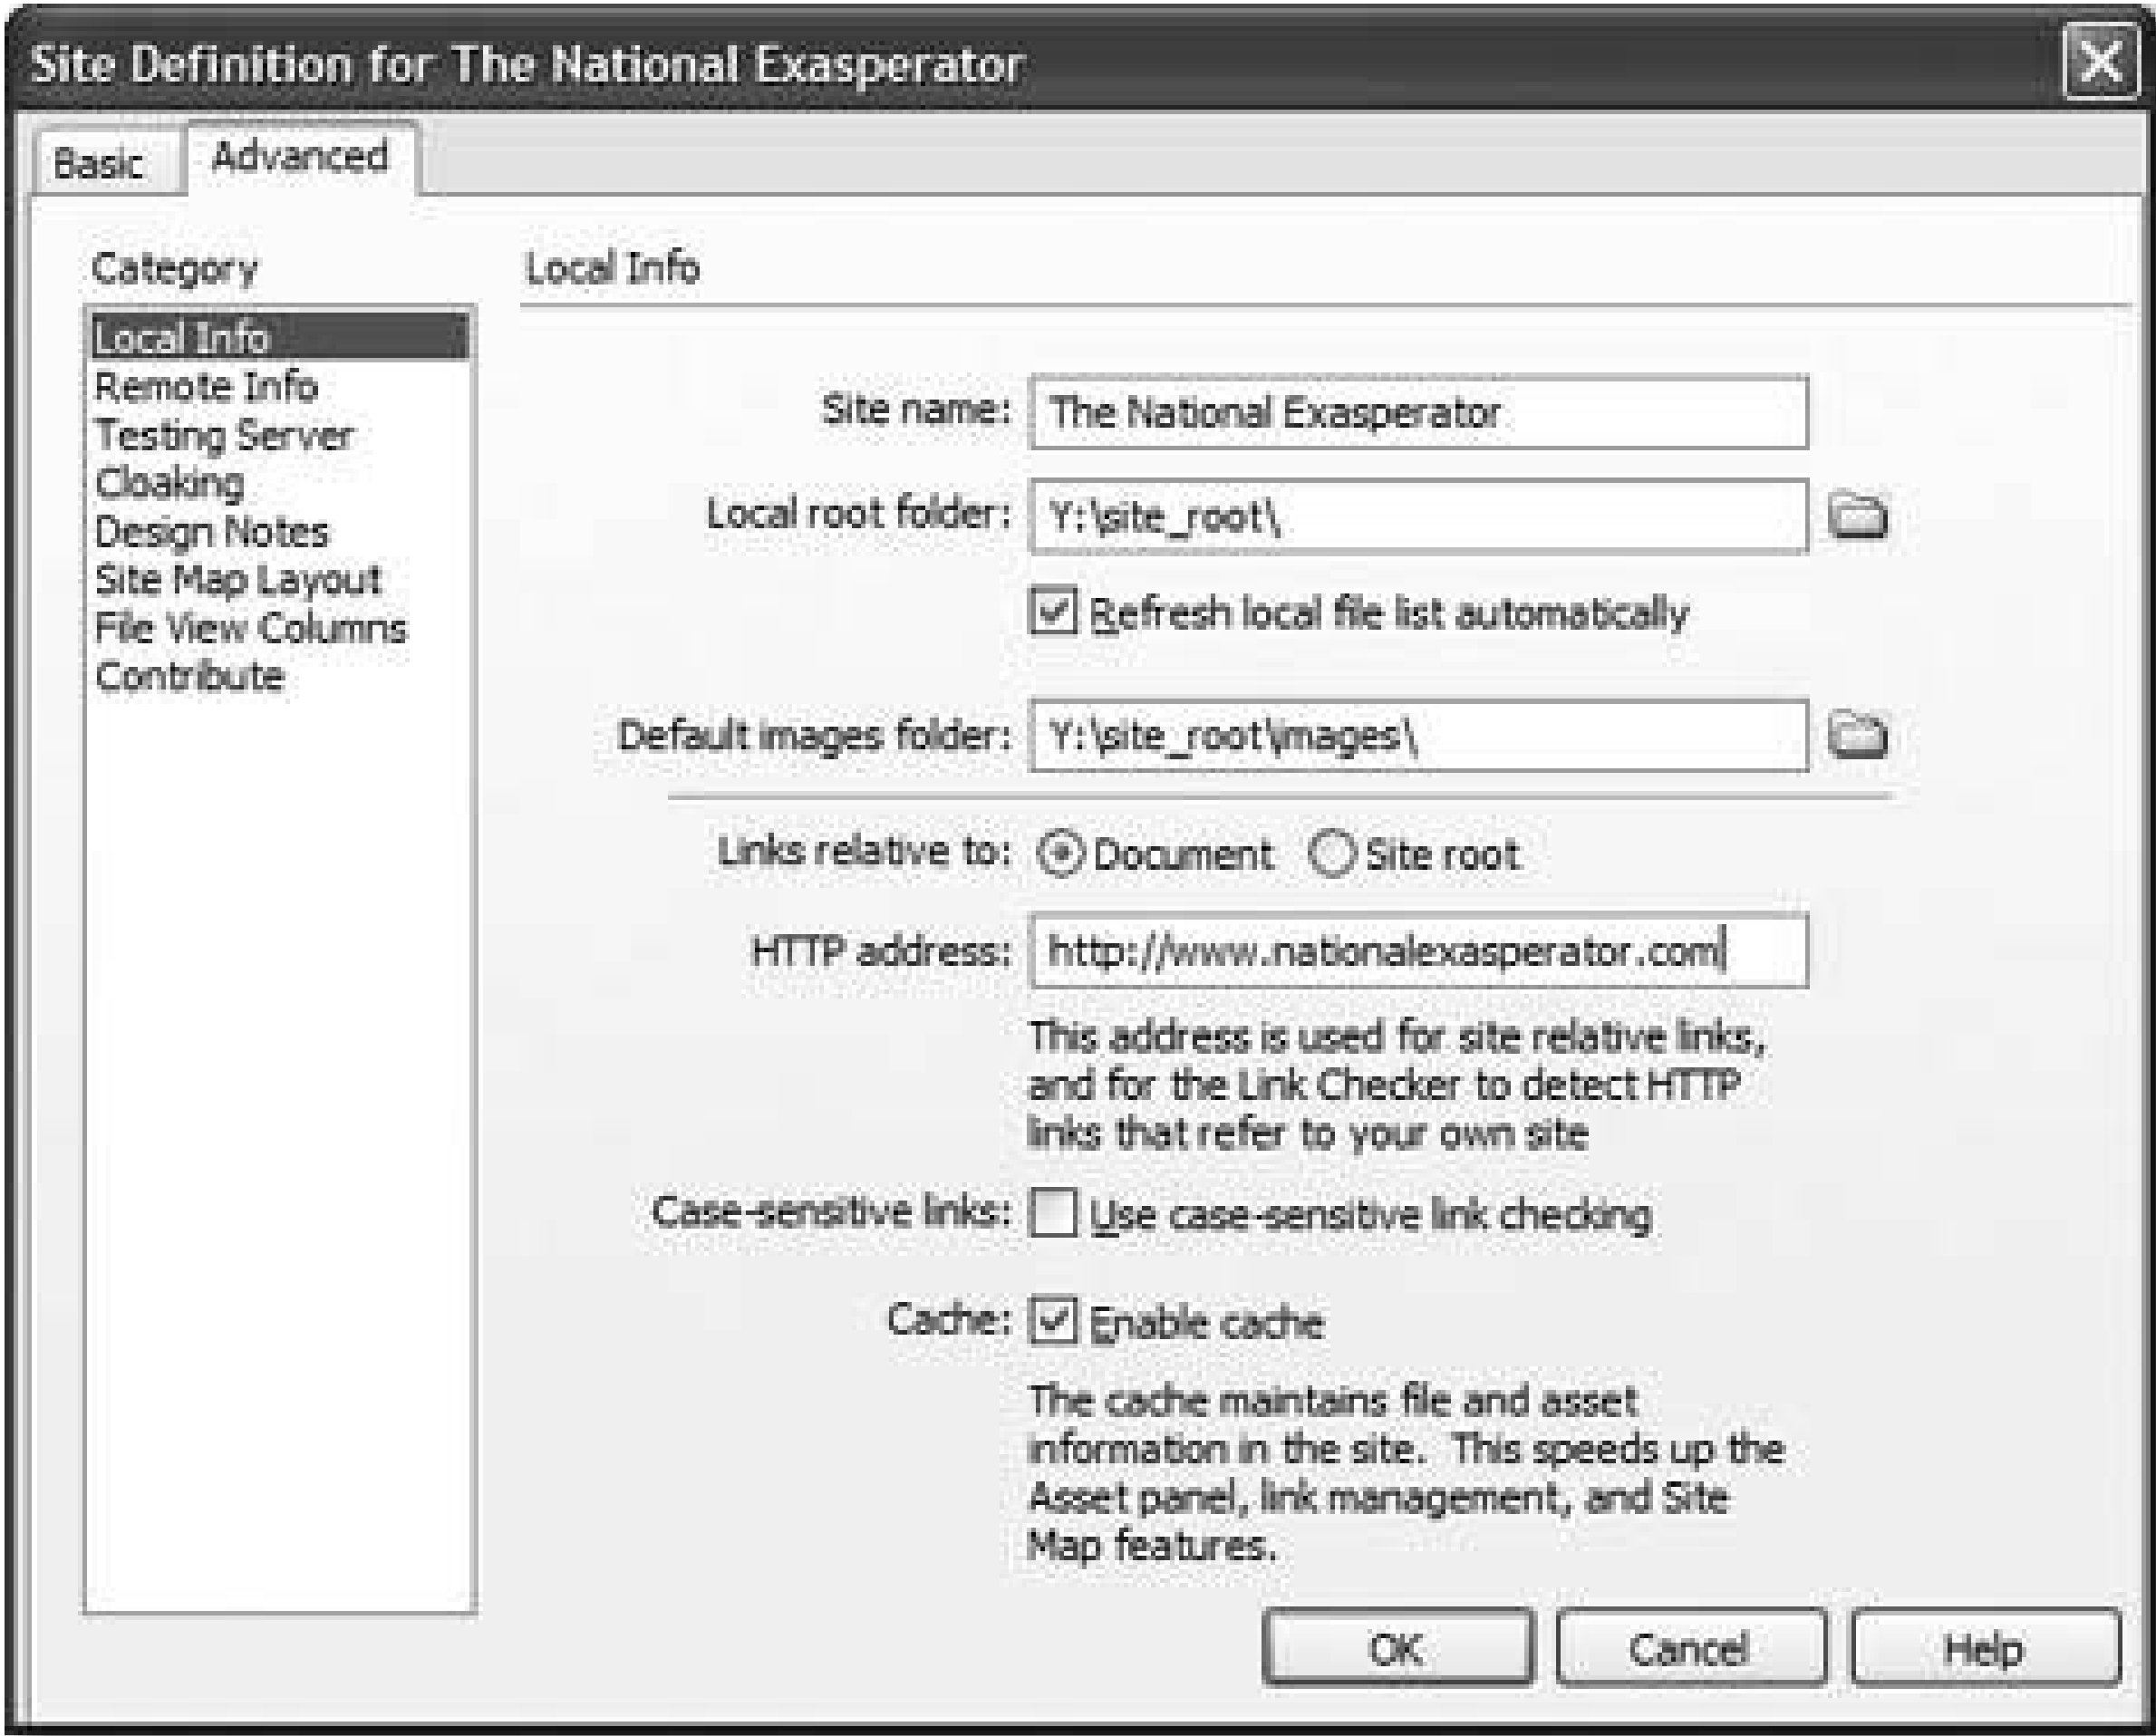 Site Definition for The National Exasperator
Basic
Advanced
Category
Local Info
Remote Info
Testing Server
Cloaking
Design Notes
Site Map Layout
File View Columns
Contribute
Local Info
Site name: The National Exasperator
Local root folder: Y:\site_root\
Refresh local file list automatically
Default images folder: Y:\site_root\images\
Links relative to: Document Site root
HTTP address: http://www.nationalexasperator.com
This address is used for site relative links,
and for the Link Checker to detect HTTP
links that refer to your own site
Case-sensitive links: Use case-sensitive link checking
Cache: Enable cache
The cache maintains file and asset
information in the site. This speeds up the
Asset panel, link management, and Site
Map features.
OK Cancel Help